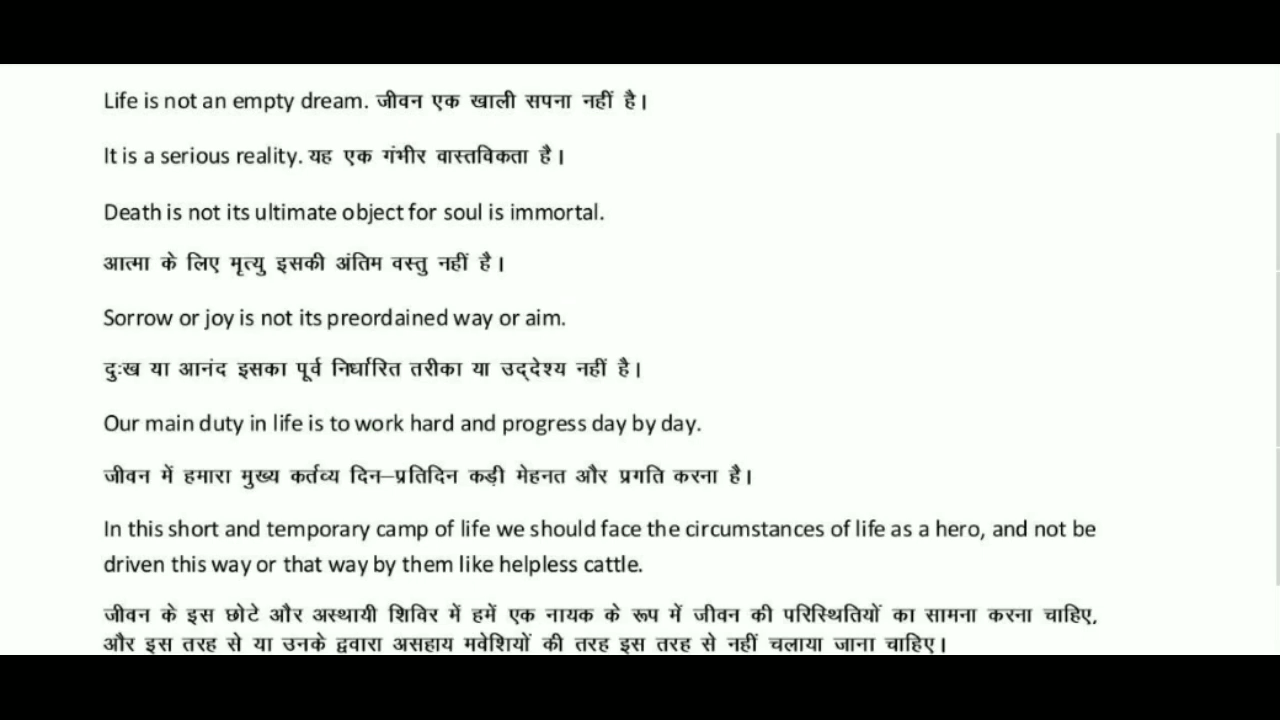 Life is not an empty dream. जीवन एक खाली सपना नहीं है।
It is a serious reality. यह एक गंभीर वास्तविकता है।
Death is not its ultimate object for soul is immortal.
आत्मा के लिए मृत्यु इसकी अंतिम वस्तु नहीं है।
Sorrow or joy is not its preordained way or aim.
दुःख या आनंद इसका पूर्व निर्धारित तरीका या उद्देश्य नहीं है।
Our main duty in life is to work hard and progress day by day.
जीवन में हमारा मुख्य कर्तव्य दिन–प्रतिदिन कड़ी मेहनत और प्रगति करना है।
In this short and temporary camp of life we should face the circumstances of life as a hero, and not be
driven this way or that way by them like helpless cattle.
जीवन के इस छोटे और अस्थायी शिविर में हमें एक नायक के रूप में जीवन की परिस्थितियों का सामना करना चाहिए,
और इस तरह से या उनके द्ववारा असहाय मवेशियों की तरह इस तरह से नहीं चलाया जाना चाहिए।